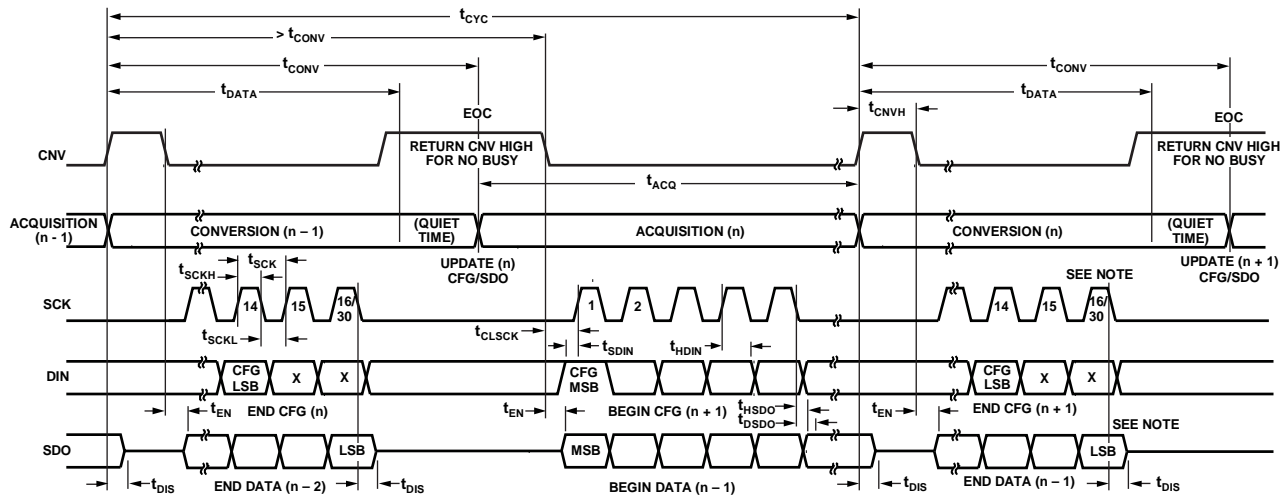 tCYC
> tCONV
tCONV
tCONV
tDATA
tDATA
tCNVH
EOC
EOC
CNV
RETURN CNV HIGH
FOR NO BUSY
RETURN CNV HIGH
FOR NO BUSY
tACQ
ACQUISITION
(n - 1)
CONVERSION (n – 1)
(QUIET
TIME)
ACQUISITION (n)
CONVERSION (n)
(QUIET
TIME)
UPDATE (n)
CFG/SDO
UPDATE (n + 1)
CFG/SDO
tSCKH
tSCK
SEE NOTE
SCK
14
15
16/
30
1
2
14
15
16/
30
tSCKL
tCLSCK
tSDIN
tHDIN
DIN
CFG
LSB
X
X
CFG
MSB
CFG
LSB
X
X
tEN
END CFG (n)
tEN
BEGIN CFG (n + 1)
tHSDO
tDSDO
tEN
END CFG (n + 1)
SEE NOTE
SDO
LSB
MSB
LSB
tDIS
END DATA (n – 2)
tDIS
BEGIN DATA (n – 1)
tDIS
END DATA (n – 1)
tDIS